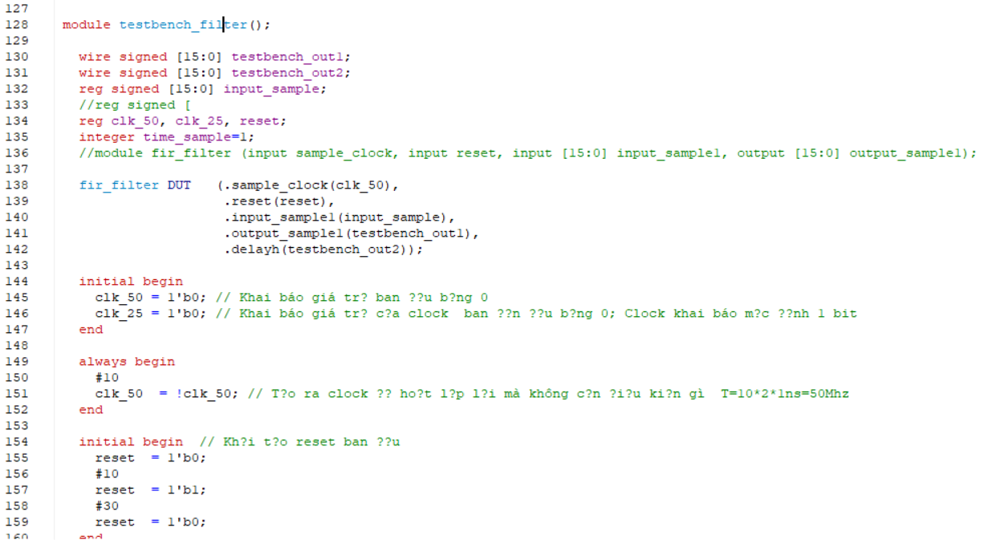 127
128 module testbench_filter();
129
130 wire signed [15:0] testbench_out1;
131 wire signed [15:0] testbench_out2;
132 reg signed [15:0] input_sample;
133 //reg signed [
134 reg clk_50, clk_25, reset;
135 integer time_sample=1;
136 //module fir_filter (input sample_clock, input reset, input [15:0] input_sample1, output [15:0] output_sample1);
137
138 fir_filter DUT (.sample_clock(clk_50),
139 .reset(reset),
140 .input_sample1(input_sample),
141 .output_sample1(testbench_out1),
142 .delayh(testbench_out2));
143
144 initial begin
145 clk_50 = 1'b0; // Khai báo giá tr? ban ??u b?ng 0
146 clk_25 = 1'b0; // Khai báo giá tr? c?a clock ban ??n ??u b?ng 0; Clock khai báo m?c ??nh 1 bit
147 end
148
149 always begin
150 #10
151 clk_50 = !clk_50; // T?o ra clock ?? ho?t l?p l?i mà không c?n ?i?u ki?n gì T=10*2*1ns=50Mhz
152 end
153
154 initial begin // Kh?i t?o reset ban ??u
155 reset = 1'b0;
156 #10
157 reset = 1'b1;
158 #30
159 reset = 1'b0;
160 end